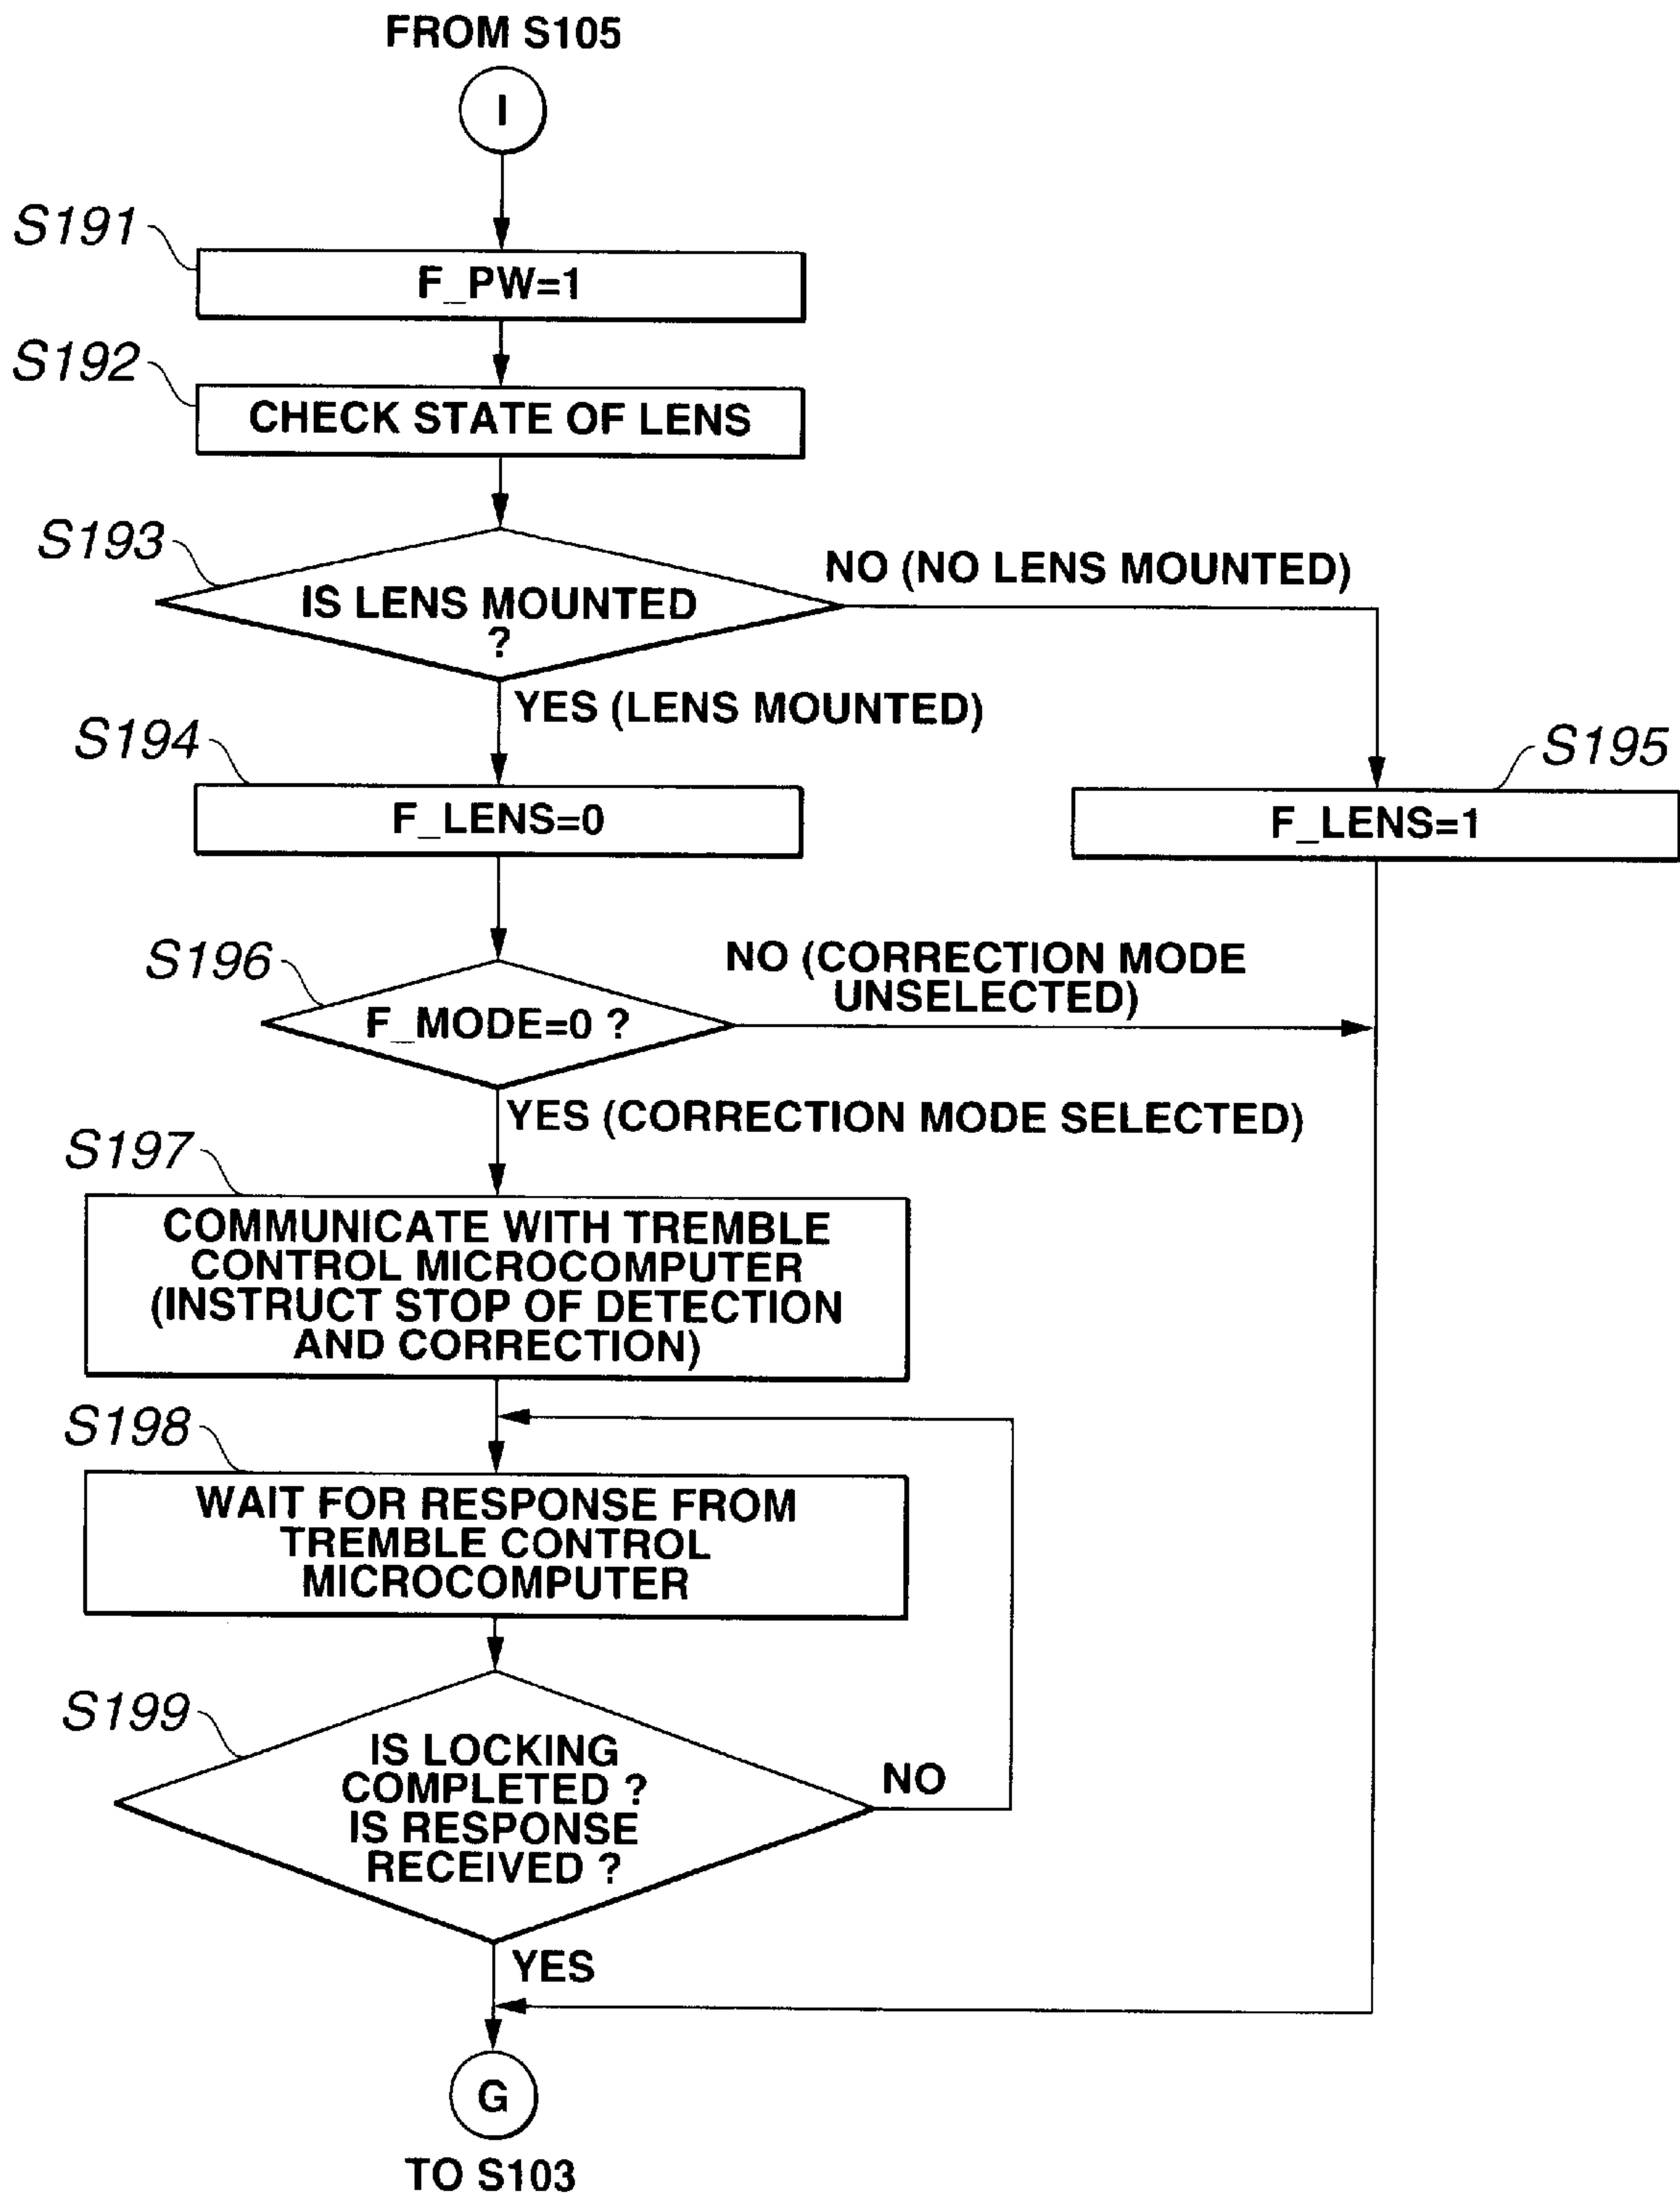 FROM S105
I
S191
F_PW=1
S192
CHECK STATE OF LENS
S193
NO (NO LENS MOUNTED)
IS LENS MOUNTED
?
YES (LENS MOUNTED)
S194
S195
F_LENS=0
F_LENS=1
S196
NO (CORRECTION MODE
UNSELECTED)
F_MODE=0 ?
YES (CORRECTION MODE SELECTED)
S197
COMMUNICATE WITH TREMBLE
CONTROL MICROCOMPUTER
(INSTRUCT STOP OF DETECTION
AND CORRECTION)
S198
WAIT FOR RESPONSE FROM
TREMBLE CONTROL
MICROCOMPUTER
S199
IS LOCKING
COMPLETED ?
IS RESPONSE
RECEIVED ?
NO
YES
G
TO S103